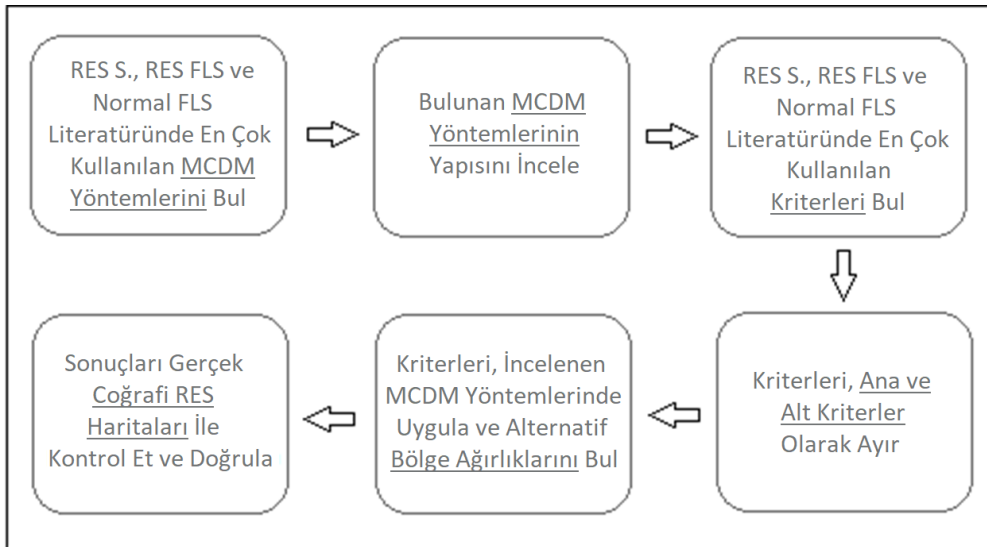 RES S., RES FLS ve
Normal FLS
Literatüründe En Çok
Kullanılan MCDM
Yöntemlerini Bul
Bulunan MCDM
Yöntemlerinin
Yapısını İncele
RES S., RES FLS ve
Normal FLS
Literatüründe En Çok
Kullanılan
Kriterleri Bul
Kriterleri, Ana ve
Alt Kriterler
Olarak Ayır
Kriterleri, İncelenen
MCDM Yöntemlerinde
Uygula ve Alternatif
Bölge Ağırlıklarını Bul
Sonuçları Gerçek
Coğrafi RES
Haritaları İle
Kontrol Et ve Doğrula